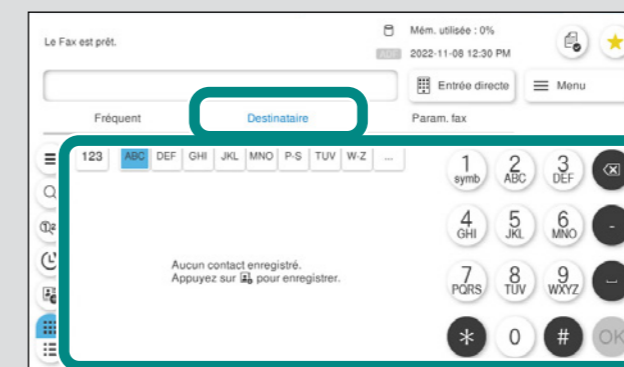 Le Fax est prêt.
Mém. utilisée : 0%
ADF 2022-11-08 12:30 PM
Entrée directe
Menu
Fréquent
Destinataire
Param. fax
123 ABC DEF GHI JKL MNO P-S TUV W-Z ...
1 symb
2 ABC
3 DEF
4 GHI
5 JKL
6 MNO
-
7 PQRS
8 TUV
9 WXYZ
* 0 # OK
Aucun contact enregistré.
Appuyez sur pour enregistrer.